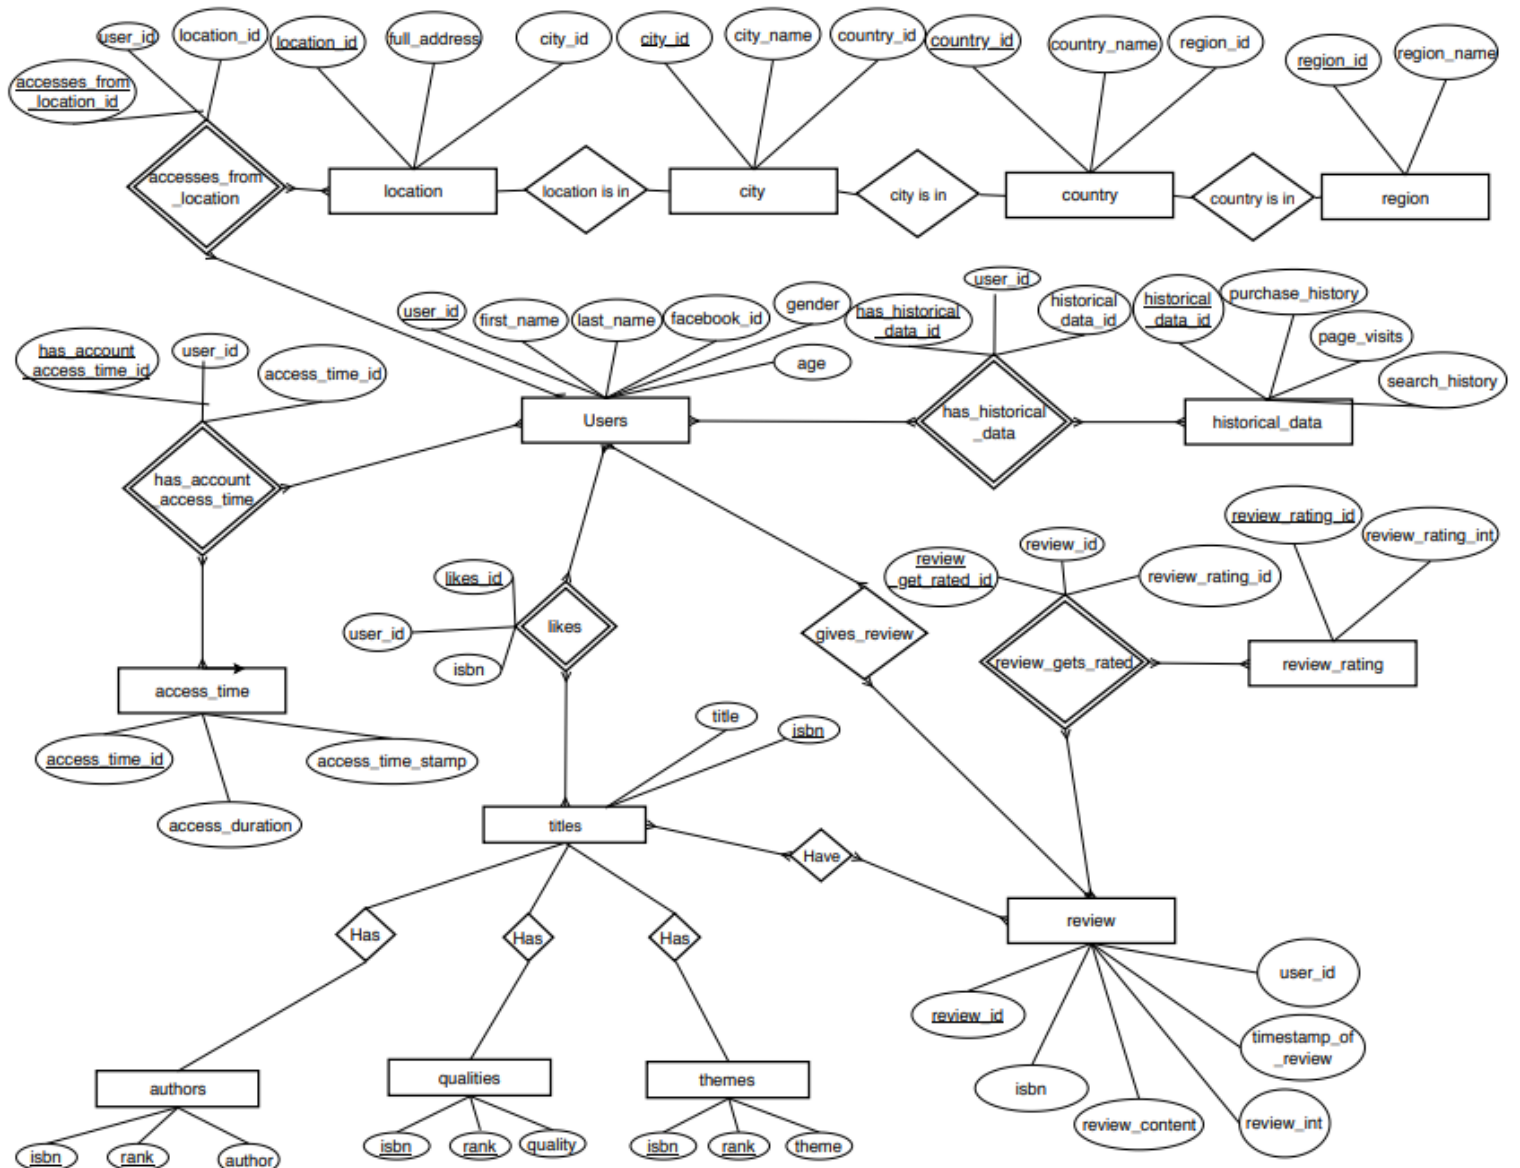 user_id
location_id
location_id
full_address
city_id
city_id
city_name
country_id
country_id
country_name
region_id
region_id
region_name
accesses_from
_location_id
accesses_from
_location
location
location is in
city
city is in
country
country is in
region
user_id
first_name
last_name
facebook_id
gender
age
has_historical
_data_id
user_id
historical
_data_id
historical
_data_id
purchase_history
page_visits
search_history
has_account
_access_time_id
user_id
access_time_id
Users
has_historical
_data
historical_data
has_account
_access_time
likes_id
user_id
isbn
likes
gives_review
review
_get_rated_id
review_id
review_rating_id
review_rating_id
review_rating_int
review_gets_rated
review_rating
access_time
access_time_id
access_time_stamp
access_duration
title
isbn
titles
Have
review
Has
Has
Has
review_id
user_id
timestamp_of
_review
isbn
review_content
review_int
authors
qualities
themes
isbn
rank
author
isbn
rank
quality
isbn
rank
theme